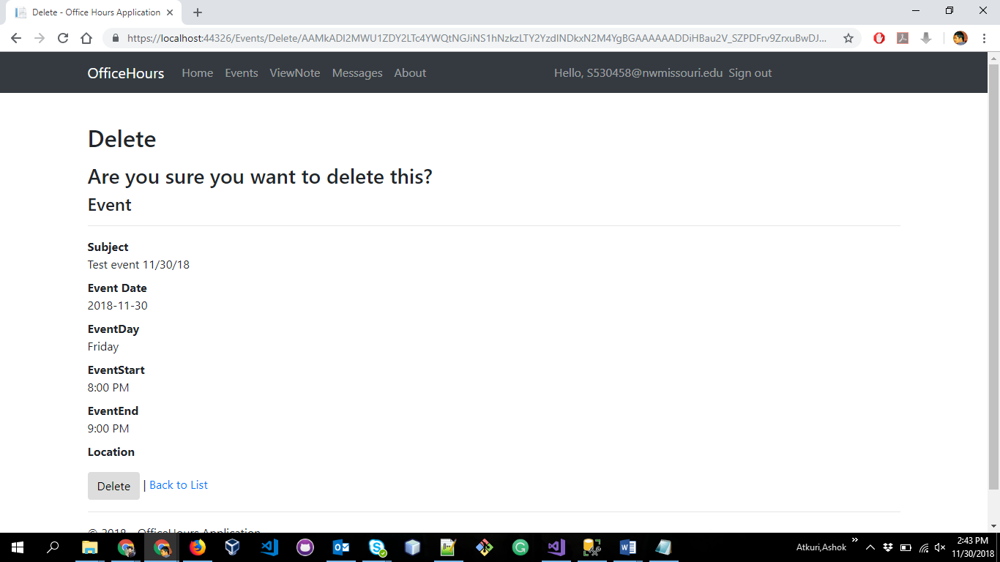 Delete - Office Hours Application
https://localhost:44326/Events/Delete/AAMkADI2MWU1ZDY2LTc4YWQtNGJiNS1hNzkzLTY2YzdlNDkxN2M4YgBGAAAAAADDiHBau2V_SZPDFrv9ZrxuBwDJ...
OfficeHours Home Events ViewNote Messages About Hello, S530458@nwmissouri.edu Sign out
Delete
Are you sure you want to delete this?
Event
Subject
Test event 11/30/18
Event Date
2018-11-30
EventDay
Friday
EventStart
8:00 PM
EventEnd
9:00 PM
Location
Delete | Back to List
© 2018 - OfficeHours Application
Atkuri,Ashok
2:43 PM
11/30/2018